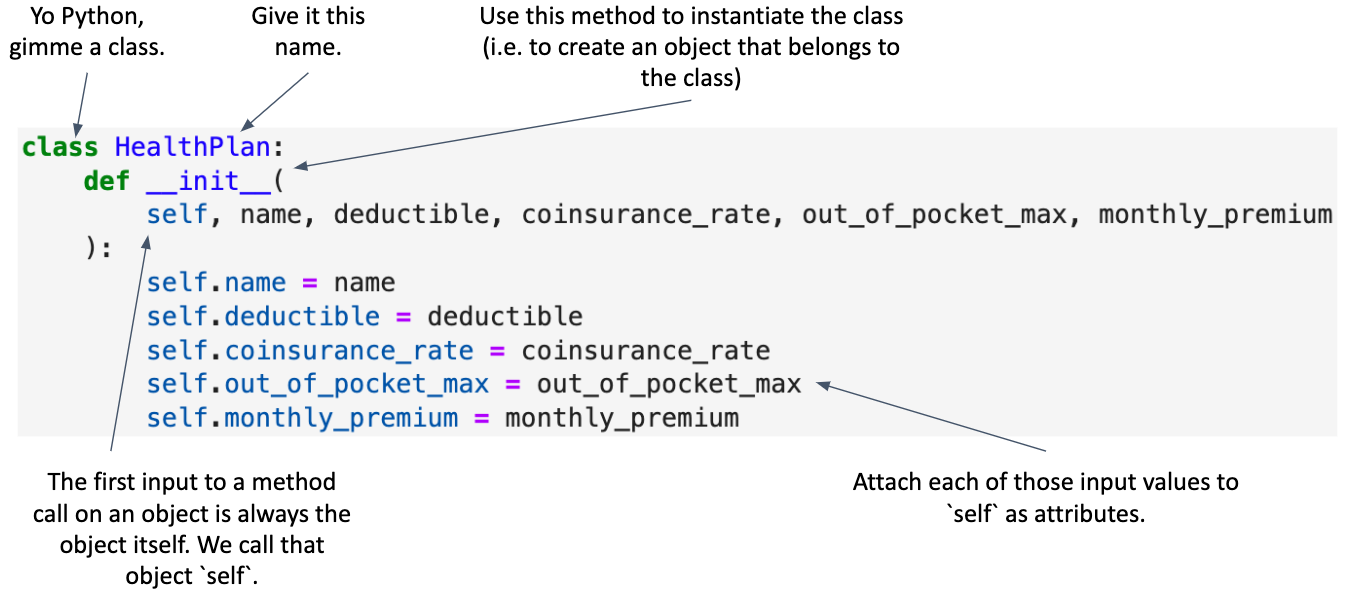 Yo Python,
gimme a class.
Give it this
name.
Use this method to instantiate the class
(i.e. to create an object that belongs to
the class)
class HealthPlan:
    def __init__(
        self, name, deductible, coinsurance_rate, out_of_pocket_max, monthly_premium
    ):
        self.name = name
        self.deductible = deductible
        self.coinsurance_rate = coinsurance_rate
        self.out_of_pocket_max = out_of_pocket_max
        self.monthly_premium = monthly_premium
The first input to a method
call on an object is always the
object itself. We call that
object `self`.
Attach each of those input values to
`self` as attributes.